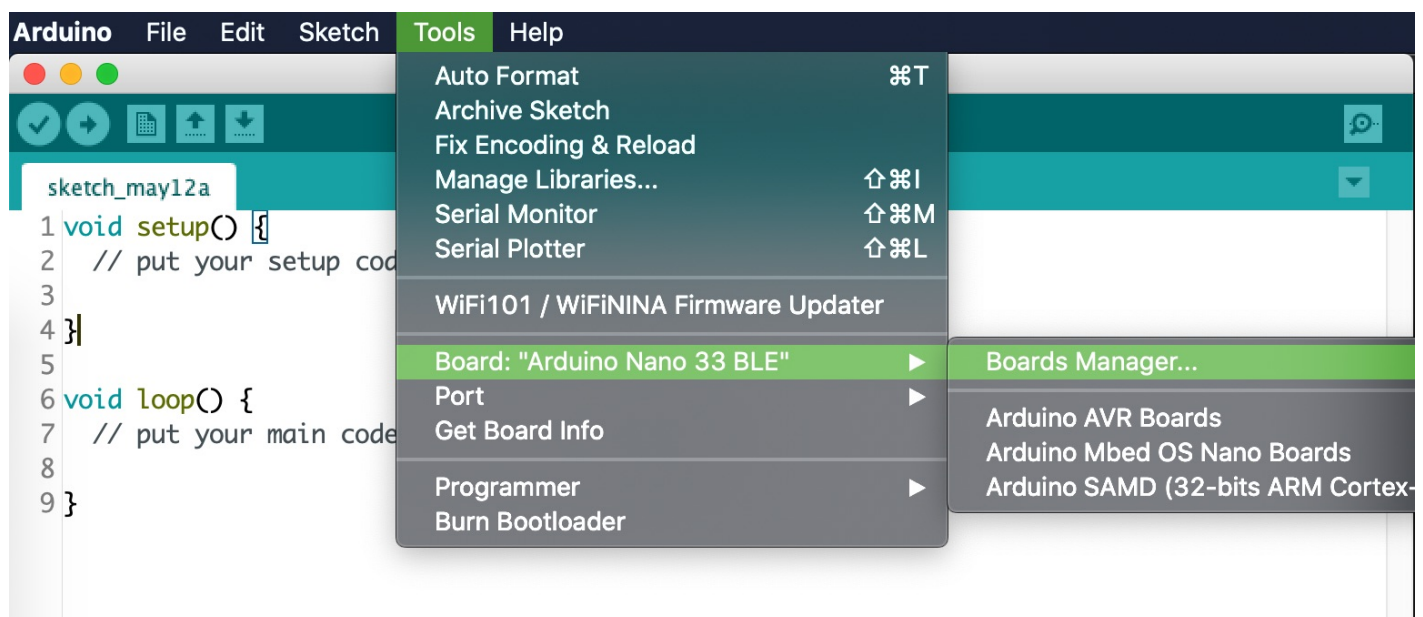 Arduino File Edit Sketch Tools Help
sketch_may12a
1 void setup() {
2 // put your setup cod
3
4 }
5
6 void loop() {
7 // put your main code
8
9 }
Auto Format ⌘T
Archive Sketch
Fix Encoding & Reload
Manage Libraries... ⇧⌘I
Serial Monitor ⇧⌘M
Serial Plotter ⇧⌘L
WiFi101 / WiFiNINA Firmware Updater
Board: "Arduino Nano 33 BLE" ▶
Port ▶
Get Board Info
Programmer ▶
Burn Bootloader
Boards Manager...
Arduino AVR Boards
Arduino Mbed OS Nano Boards
Arduino SAMD (32-bits ARM Cortex-